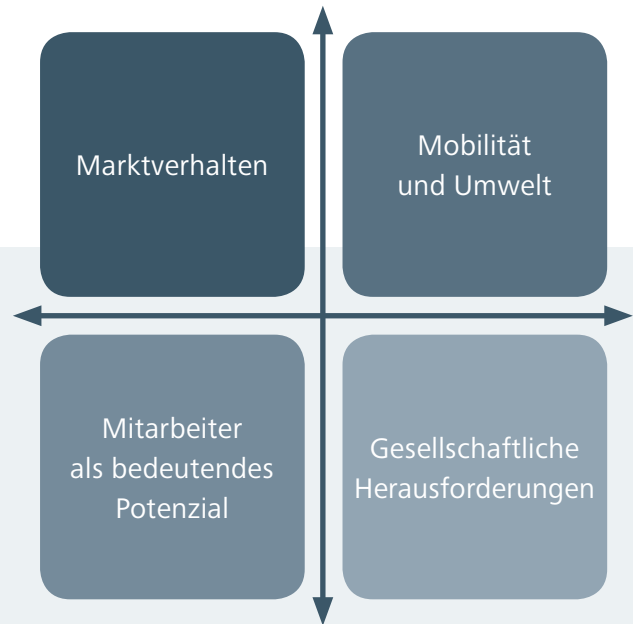 Marktverhalten
Mobilität
und Umwelt
Mitarbeiter
als bedeutendes
Potenzial
Gesellschaftliche
Herausforderungen